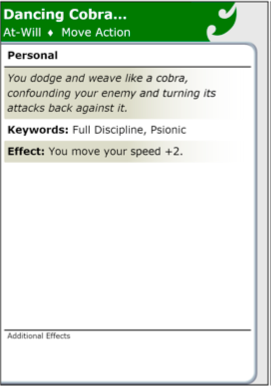 Dancing Cobra...
At-Will ♦ Move Action
Personal
You dodge and weave like a cobra,
confounding your enemy and turning its
attacks back against it.
Keywords: Full Discipline, Psionic
Effect: You move your speed +2.
Additional Effects